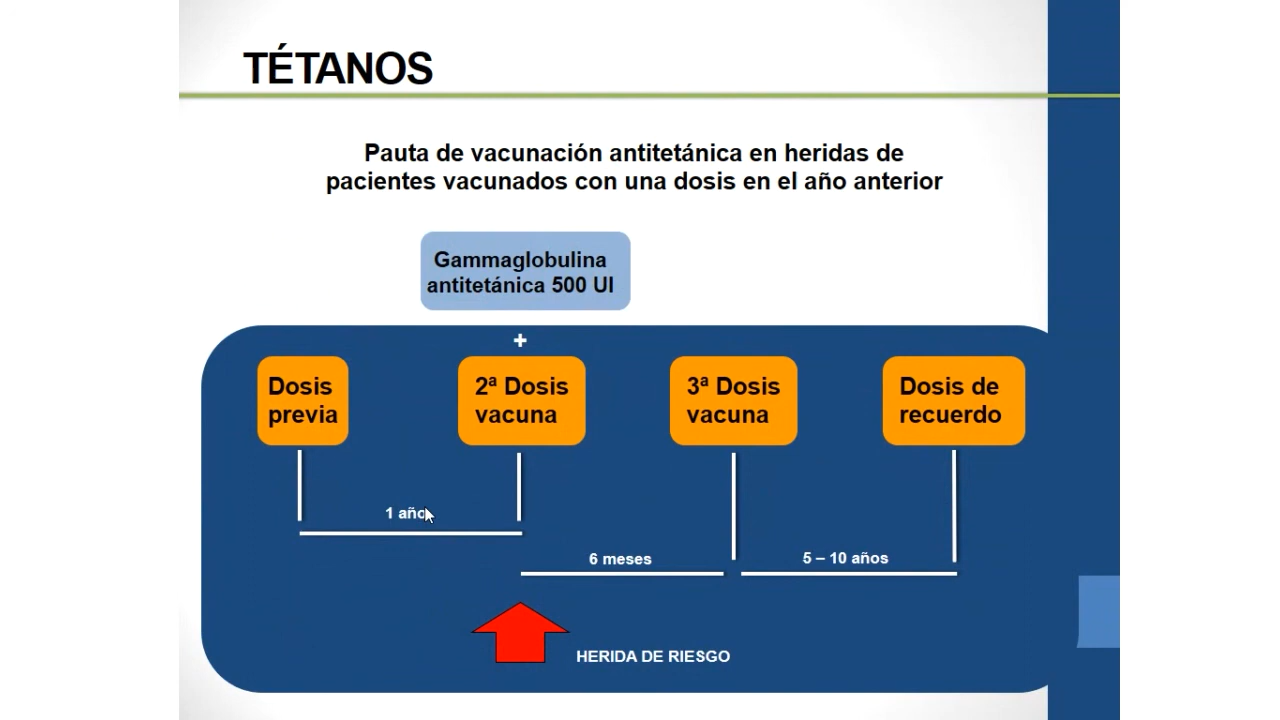 TÉTANOS
Pauta de vacunación antitetánica en heridas de
pacientes vacunados con una dosis en el año anterior
Gammaglobulina
antitetánica 500 UI
+
Dosis
previa
2ª Dosis
vacuna
3ª Dosis
vacuna
Dosis de
recuerdo
1 año
6 meses
5 – 10 años
HERIDA DE RIESGO